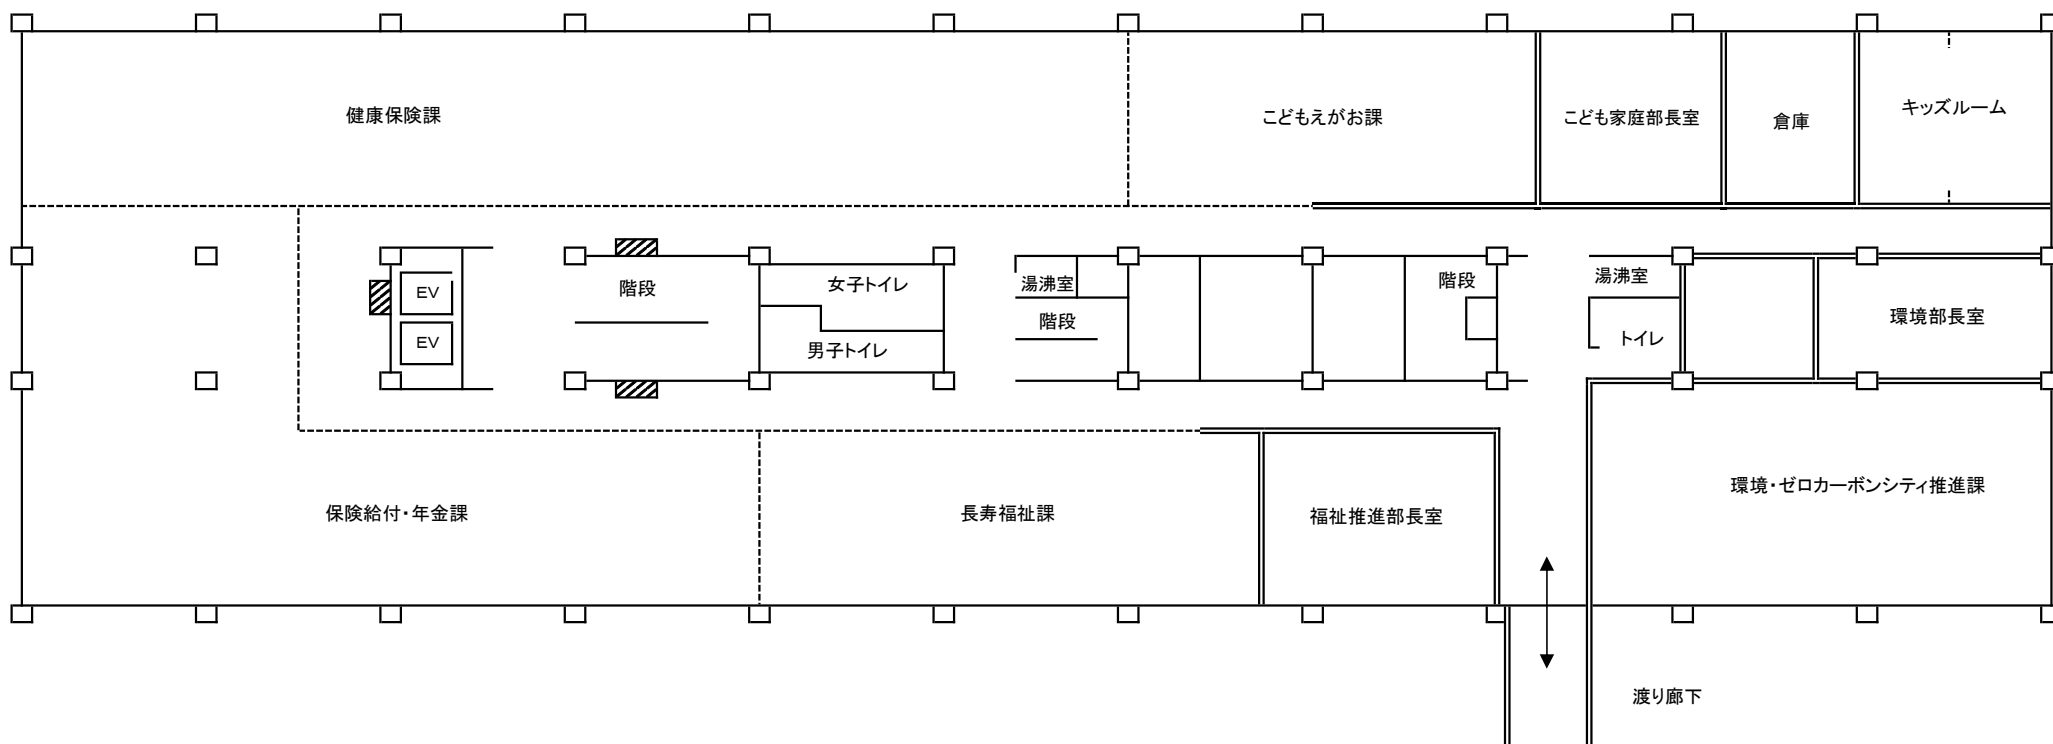 健康保険課
こどもえがお課
こども家庭部長室
倉庫
キッズルーム
EV
EV
階段
女子トイレ
男子トイレ
湯沸室
階段
階段
湯沸室
トイレ
環境部長室
保険給付・年金課
長寿福祉課
福祉推進部長室
環境・ゼロカーボンシティ推進課
渡り廊下